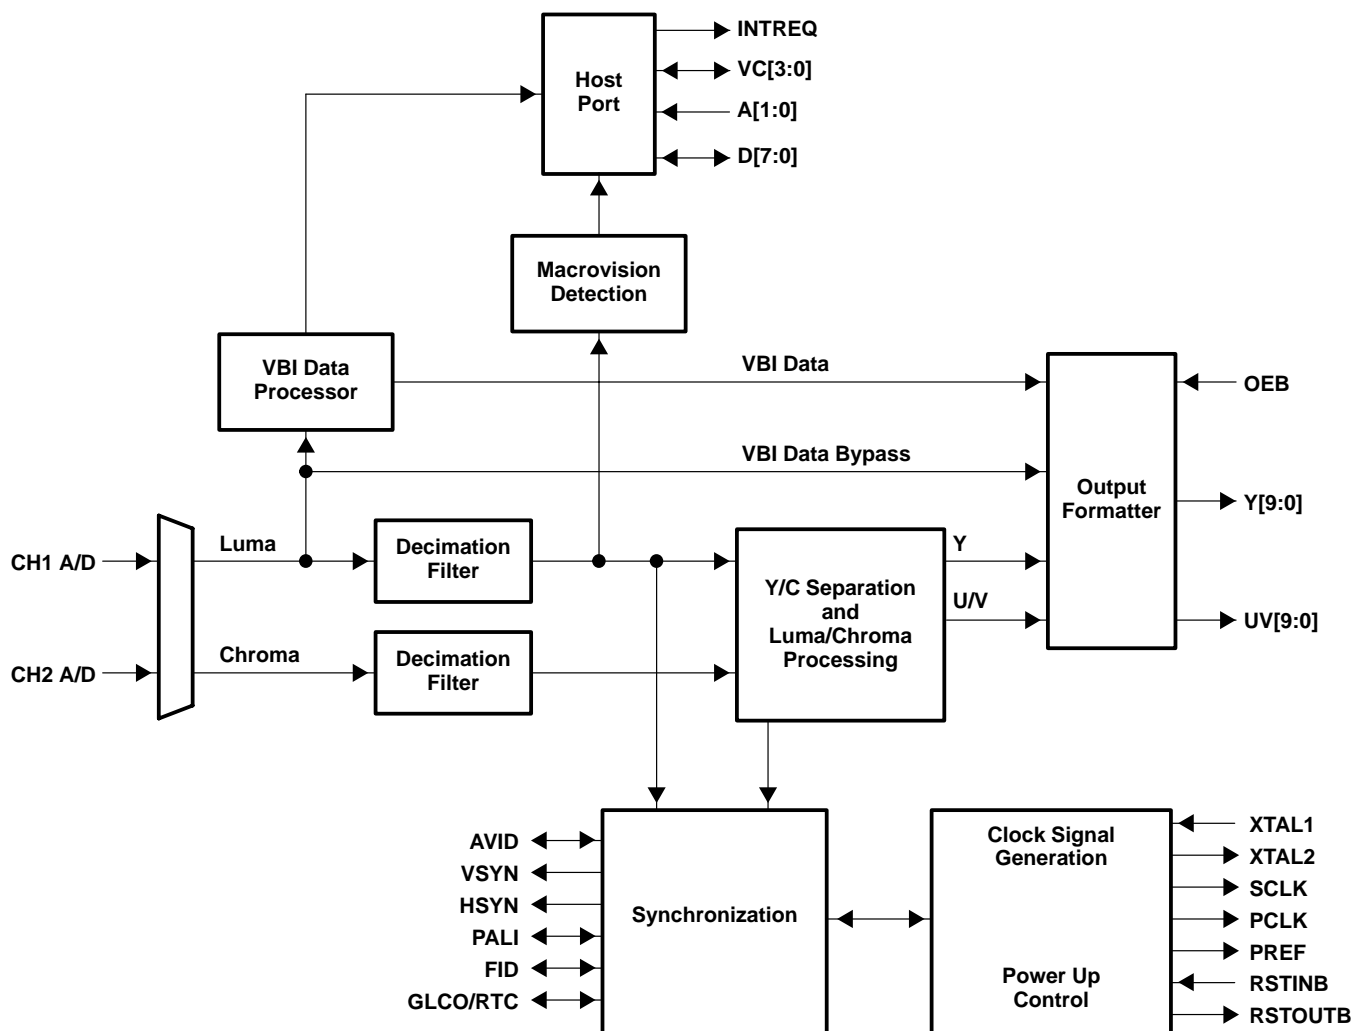 INTREQ
VC[3:0]
Host
Port
A[1:0]
D[7:0]
Macrovision
Detection
VBI Data
Processor
VBI Data
OEB
VBI Data Bypass
Output
Formatter
Y[9:0]
CH1 A/D
Luma
Decimation
Filter
Y
U/V
Y/C Separation
and
Luma/Chroma
Processing
UV[9:0]
CH2 A/D
Chroma
Decimation
Filter
AVID
VSYN
HSYN
PALI
FID
GLCO/RTC
Synchronization
Clock Signal
Generation
Power Up
Control
XTAL1
XTAL2
SCLK
PCLK
PREF
RSTINB
RSTOUTB